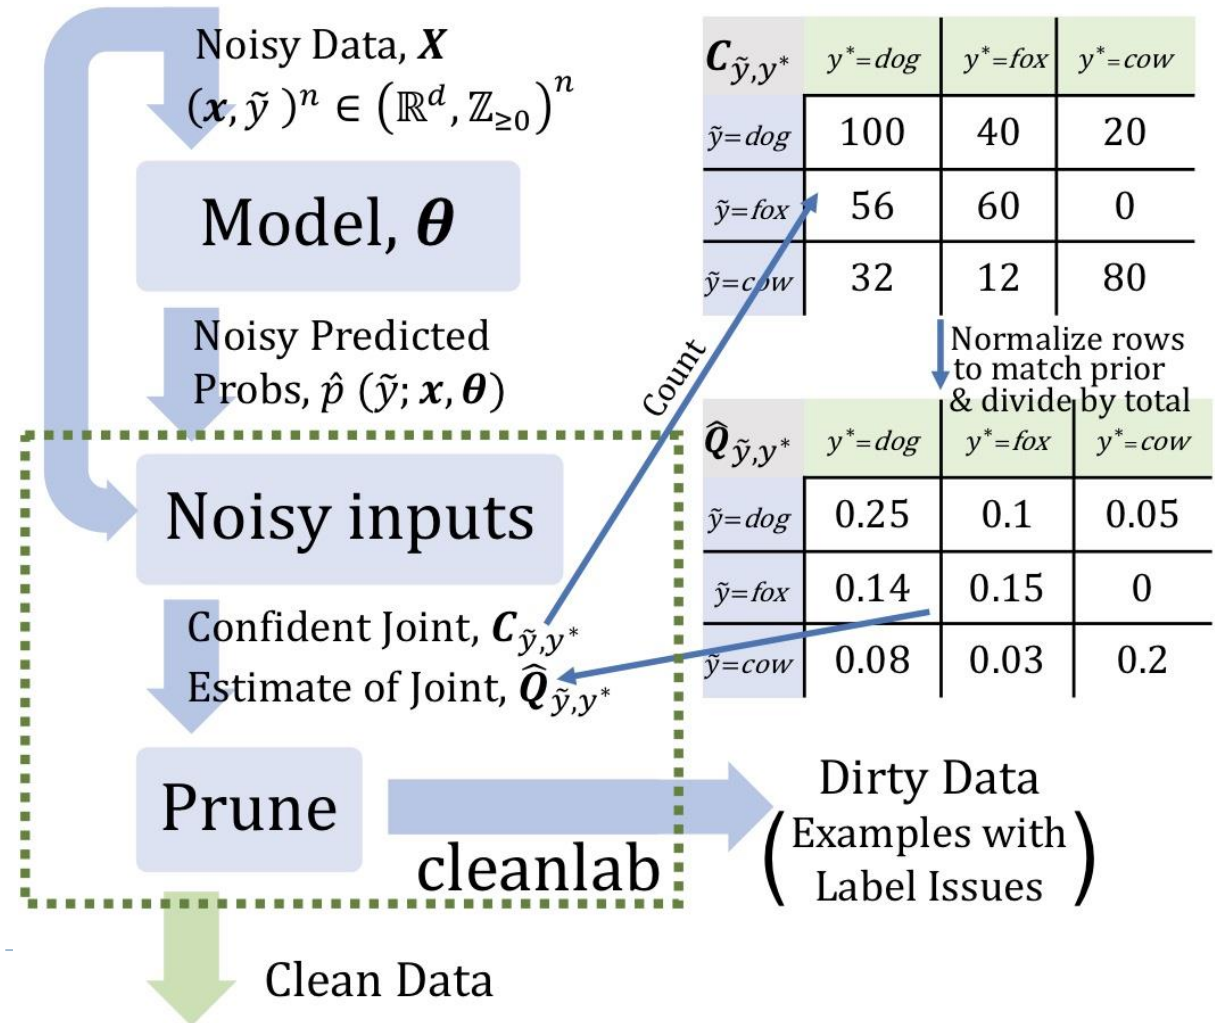 Noisy Data, X
(x, ỹ )ⁿ ∈ (ℝᵈ, ℤ≥0)ⁿ
Model, θ
Noisy Predicted
Probs, p̂ (ỹ; x, θ)
Noisy inputs
Confident Joint, C ỹ,y*
Estimate of Joint, Q̂ ỹ,y*
Prune
cleanlab
Clean Data
Dirty Data
(Examples with
Label Issues)
Count
C ỹ,y* y*=dog y*=fox y*=cow
ỹ=dog 100 40 20
ỹ=fox 56 60 0
ỹ=cow 32 12 80
Normalize rows
to match prior
& divide by total
Q̂ ỹ,y* y*=dog y*=fox y*=cow
ỹ=dog 0.25 0.1 0.05
ỹ=fox 0.14 0.15 0
ỹ=cow 0.08 0.03 0.2